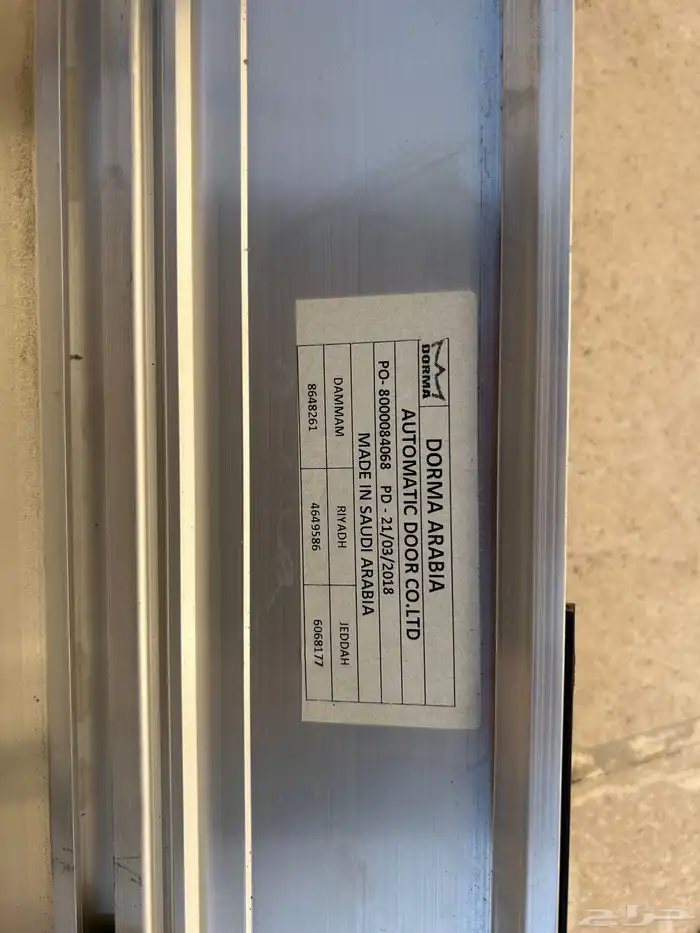 DORMA
DORMA ARABIA
AUTOMATIC DOOR CO.LTD
PO- 8000084068 PD - 21/03/2018
MADE IN SAUDI ARABIA
DAMMAM RIYADH JEDDAH
8648261 4649586 6068177
حراج